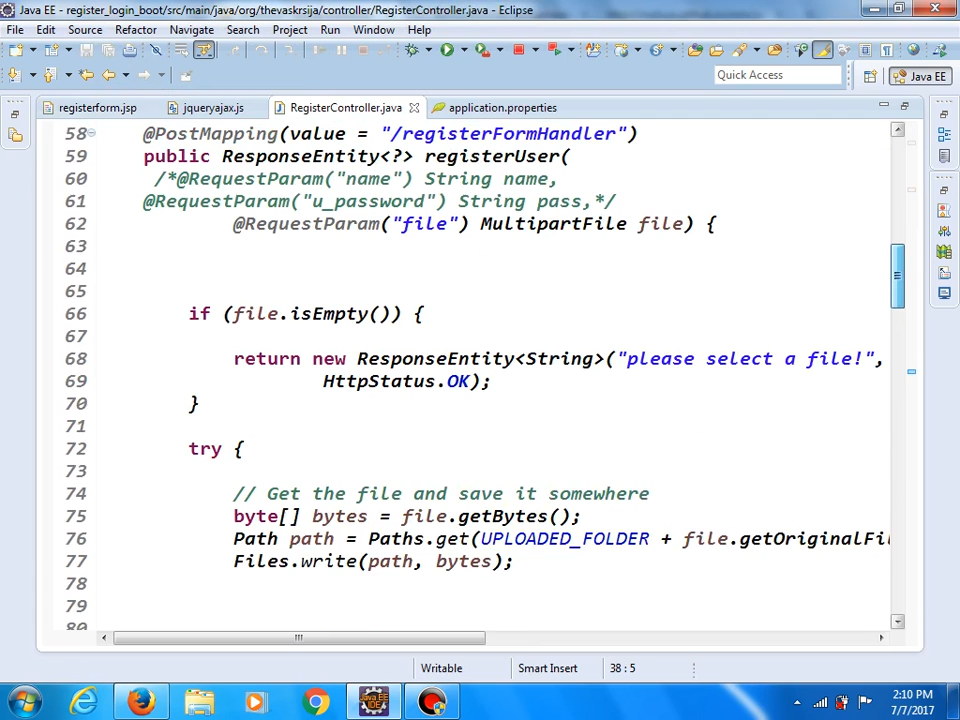 Java EE - register_login_boot/src/main/java/org/thevaskrsija/controller/RegisterController.java - Eclipse
File Edit Source Refactor Navigate Search Project Run Window Help
Quick Access
Java EE
registerform.jsp jqueryajax.js RegisterController.java application.properties
58 @PostMapping(value = "/registerFormHandler")
59 public ResponseEntity<?> registerUser(
60 /*@RequestParam("name") String name,
61 @RequestParam("u_password") String pass,*/
62 @RequestParam("file") MultipartFile file) {
63
64
65
66 if (file.isEmpty()) {
67
68 return new ResponseEntity<String>("please select a file!",
69 HttpStatus.OK);
70 }
71
72 try {
73
74 // Get the file and save it somewhere
75 byte[] bytes = file.getBytes();
76 Path path = Paths.get(UPLOADED_FOLDER + file.getOriginalFil
77 Files.write(path, bytes);
78
79
80
Writable Smart Insert 38 : 5
Java EE
IDE
2:10 PM
7/7/2017